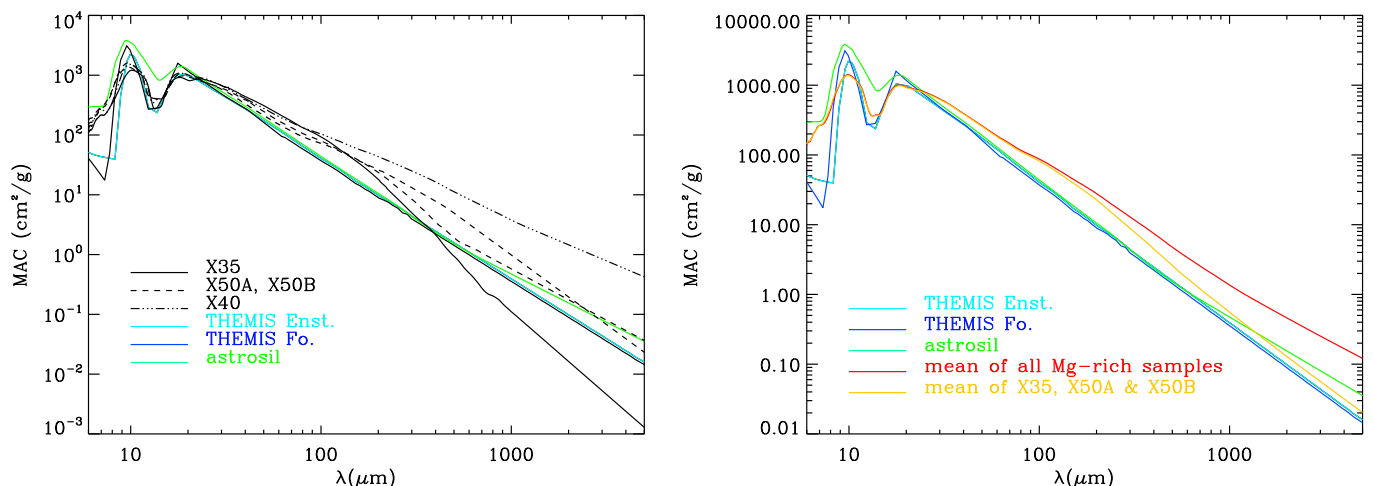 10⁴
10³
10²
10¹
10⁰
10⁻¹
10⁻²
10⁻³
MAC (cm²/g)
X35
X50A, X50B
X40
THEMIS Enst.
THEMIS Fo.
astrosil
10
100
1000
λ(μm)
10000.00
1000.00
100.00
10.00
1.00
0.10
0.01
MAC (cm²/g)
THEMIS Enst.
THEMIS Fo.
astrosil
mean of all Mg-rich samples
mean of X35, X50A & X50B
10
100
1000
λ(μm)